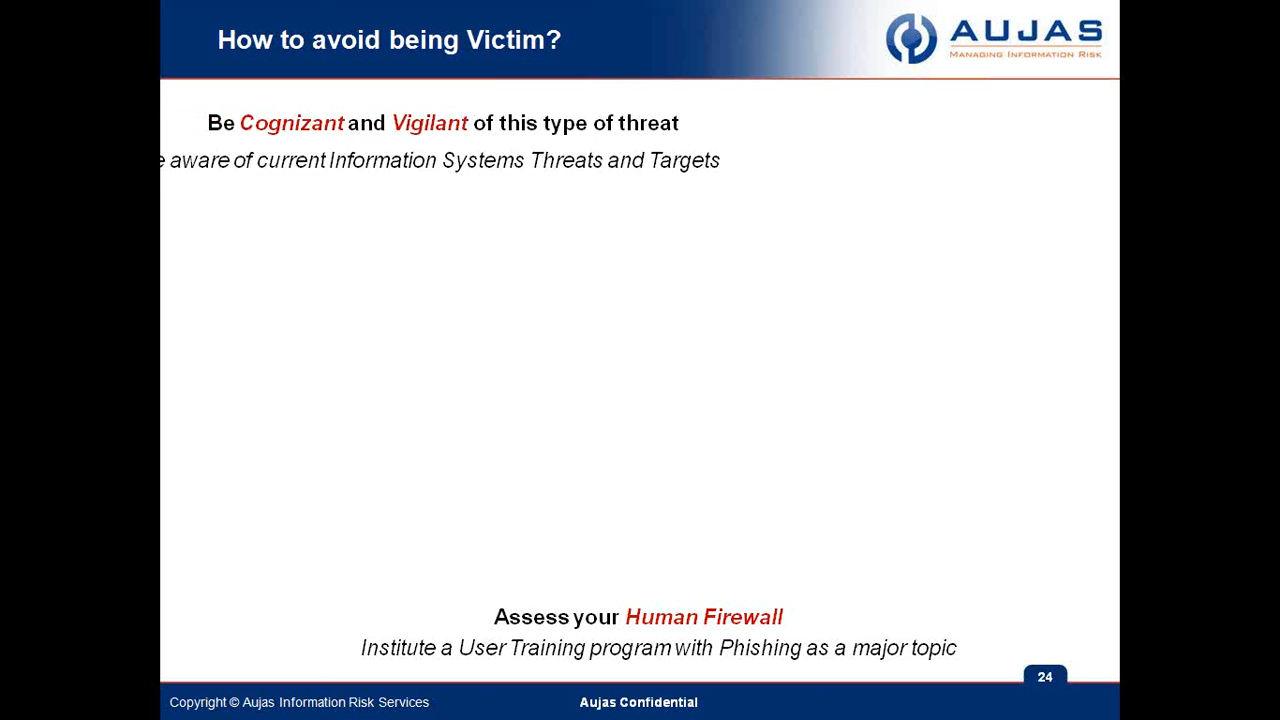 How to avoid being Victim?
AUJAS
MANAGING INFORMATION RISK
Be Cognizant and Vigilant of this type of threat
e aware of current Information Systems Threats and Targets
Assess your Human Firewall
Institute a User Training program with Phishing as a major topic
24
Copyright © Aujas Information Risk Services
Aujas Confidential